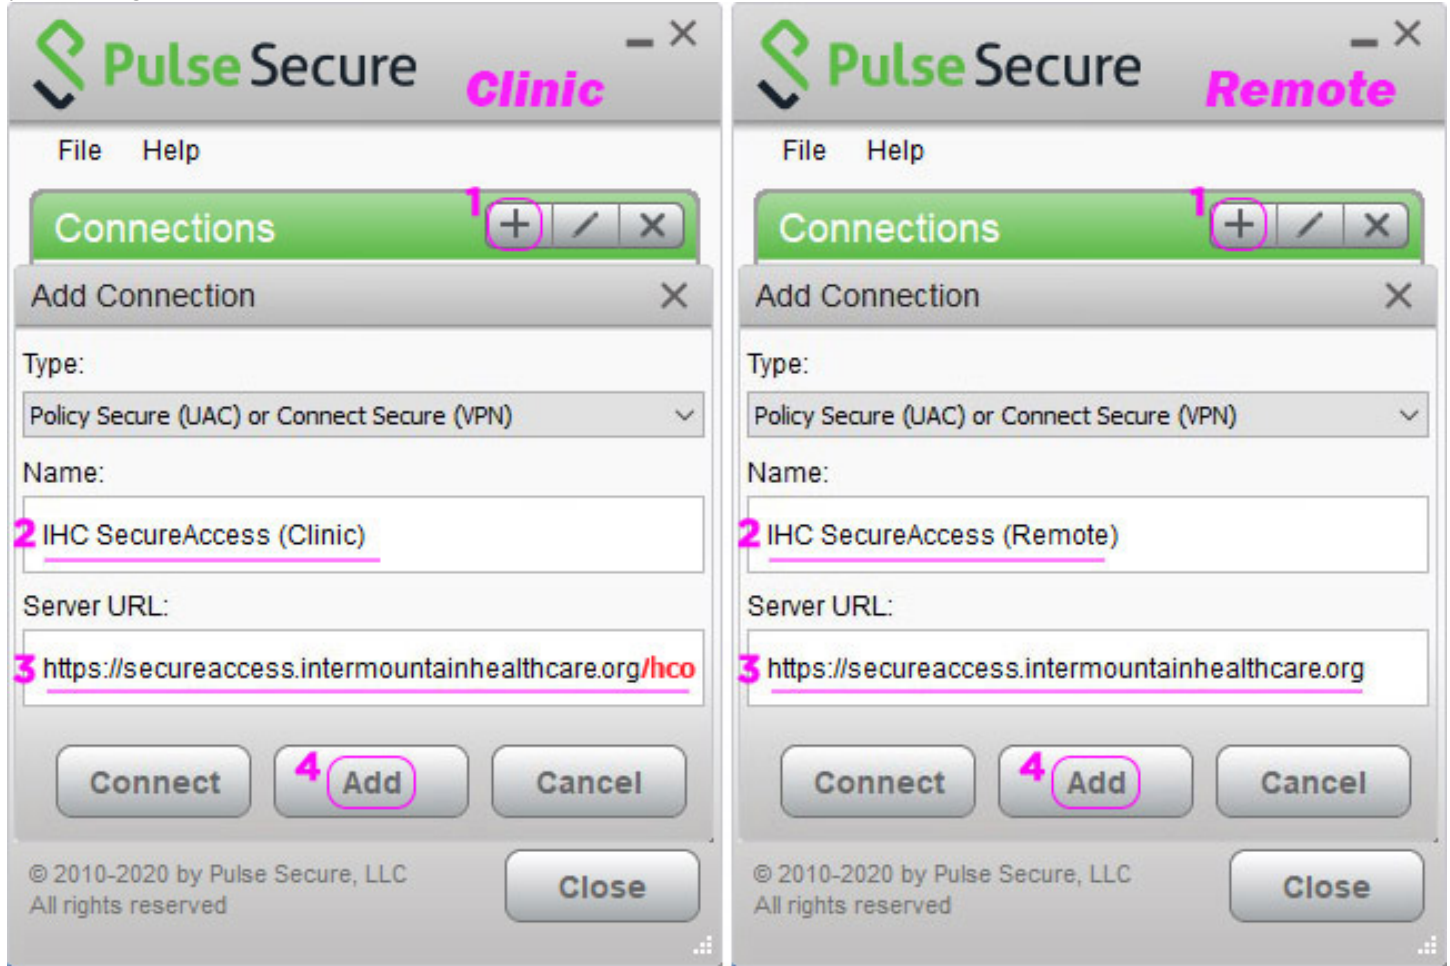 Pulse Secure Clinic
File Help
1
Connections
Add Connection
Type:
Policy Secure (UAC) or Connect Secure (VPN)
Name:
2 IHC SecureAccess (Clinic)
Server URL:
3 https://secureaccess.intermountainhealthcare.org/hco
Connect 4 Add Cancel
© 2010-2020 by Pulse Secure, LLC
All rights reserved
Close
Pulse Secure Remote
File Help
1
Connections
Add Connection
Type:
Policy Secure (UAC) or Connect Secure (VPN)
Name:
2 IHC SecureAccess (Remote)
Server URL:
3 https://secureaccess.intermountainhealthcare.org
Connect 4 Add Cancel
© 2010-2020 by Pulse Secure, LLC
All rights reserved
Close